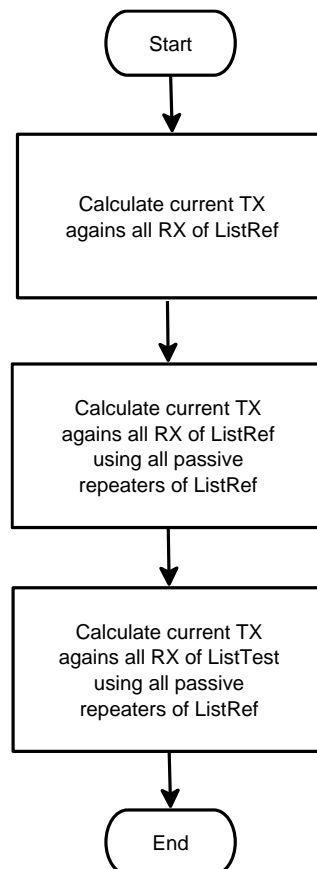 Start
Calculate current TX
agains all RX of ListRef
Calculate current TX
agains all RX of ListRef
using all passive
repeaters of ListRef
Calculate current TX
agains all RX of ListTest
using all passive
repeaters of ListRef
End